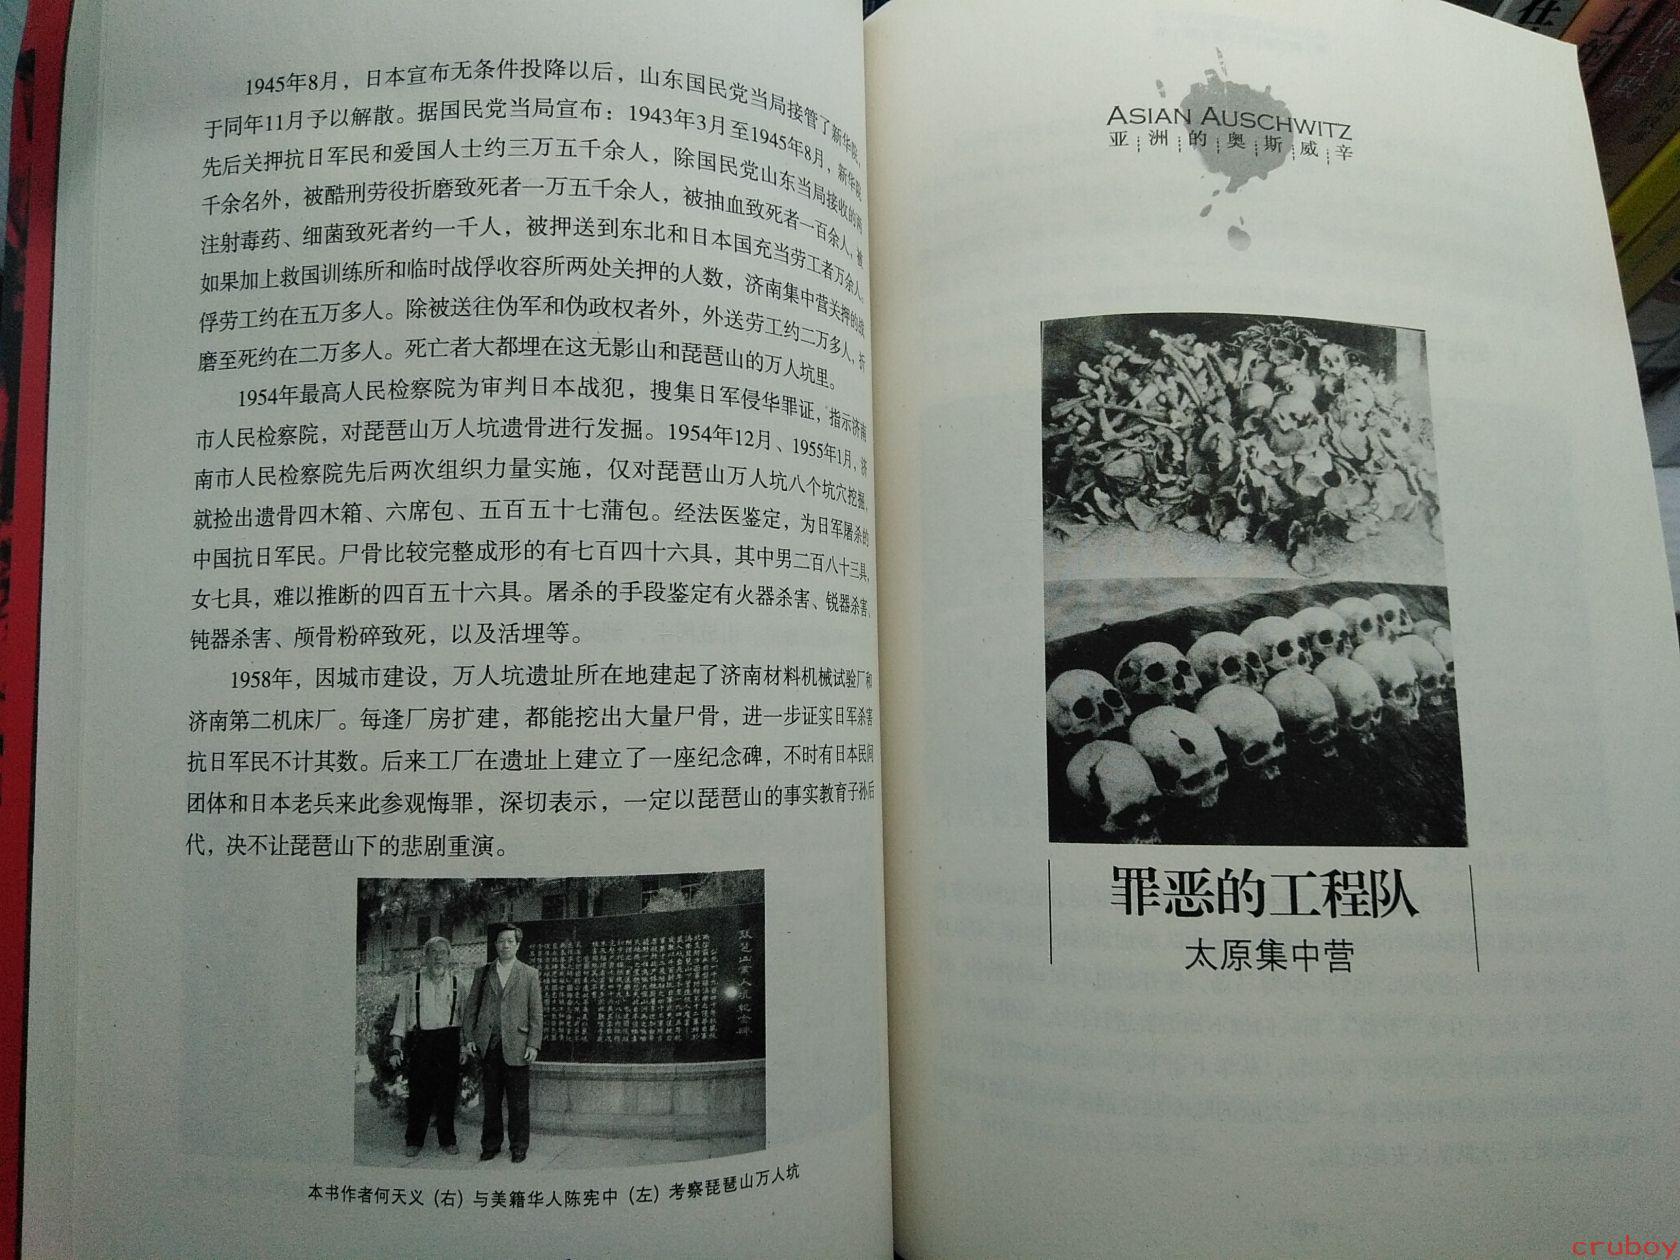 1945年8月，日本宣布无条件投降以后，山东国民党当局接管了新华院，
于同年11月予以解散。据国民党当局宣布：1943年3月至1945年8月，新华院
先后关押抗日军民和爱国人士约三万五千余人，除国民党山东当局接收的两
千余名外，被酷刑劳役折磨致死者一万五千余人，被抽血致死者一百余人，被
注射毒药、细菌致死者约一千人，被押送到东北和日本国充当劳工者万余人。
如果加上救国训练所和临时战俘收容所两处关押的人数，济南集中营关押的战
俘劳工约在五万多人。除被送往伪军和伪政权者外，外送劳工约二万多人，折
磨至死约在二万多人。死亡者大都埋在这无影山和琵琶山的万人坑里。
1954年最高人民检察院为审判日本战犯，搜集日军侵华罪证，指示济南
市人民检察院，对琵琶山万人坑遗骨进行发掘。1954年12月、1955年1月，济
南市人民检察院先后两次组织力量实施，仅对琵琶山万人坑八个坑穴挖掘，
就捡出遗骨四木箱、六席包、五百五十七蒲包。经法医鉴定，为日军屠杀的
中国抗日军民。尸骨比较完整成形的有七百四十六具，其中男二百八十三具，
女七具，难以推断的四百五十六具。屠杀的手段鉴定有火器杀害、锐器杀害、
钝器杀害、颅骨粉碎致死，以及活埋等。
1958年，因城市建设，万人坑遗址所在地建起了济南材料机械试验厂和
济南第二机床厂。每逢厂房扩建，都能挖出大量尸骨，进一步证实日军杀害
抗日军民不计其数。后来工厂在遗址上建立了一座纪念碑，不时有日本民间
团体和日本老兵来此参观悔罪，深切表示，一定以琵琶山的事实教育子孙后
代，决不让琵琶山下的悲剧重演。
琵琶山万人坑纪念碑
本书作者何天义（右）与美籍华人陈宪中（左）考察琵琶山万人坑
ASIAN AUSCHWITZ
亚洲的奥斯威辛
罪恶的工程队
太原集中营
cruboy